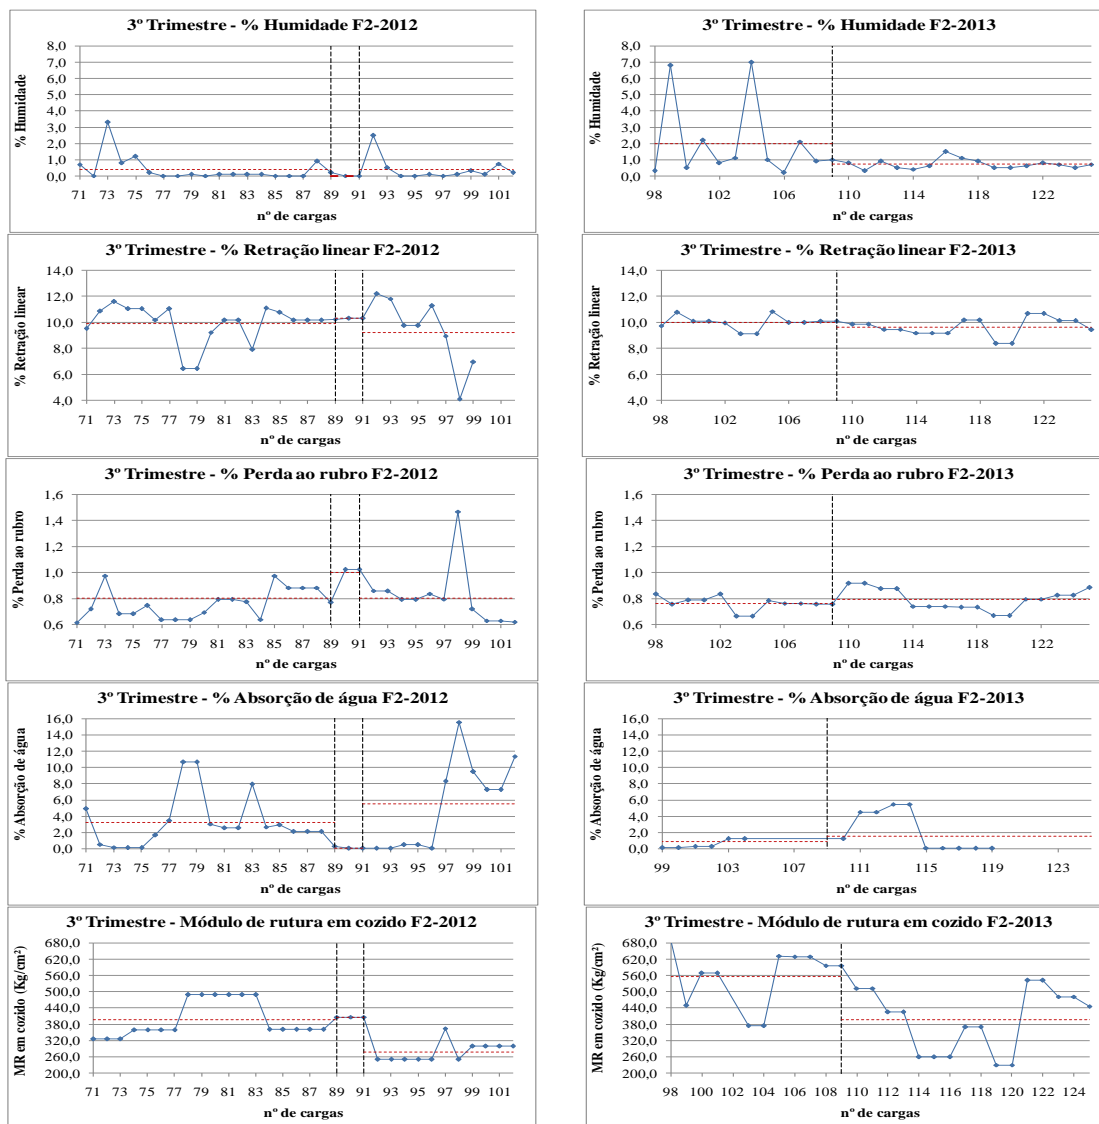 3º Trimestre - % Humidade F2-2012
% Humidade
8,0
7,0
6,0
5,0
4,0
3,0
2,0
1,0
0,0
71 73 75 77 79 81 83 85 87 89 91 93 95 97 99 101
nº de cargas
3º Trimestre - % Humidade F2-2013
% Humidade
8,0
7,0
6,0
5,0
4,0
3,0
2,0
1,0
0,0
98 100 102 104 106 108 110 112 114 116 118 120 122
nº de cargas
3º Trimestre - % Retração linear F2-2012
% Retração linear
14,0
12,0
10,0
8,0
6,0
4,0
71 73 75 77 79 81 83 85 87 89 91 93 95 97 99 101
nº de cargas
3º Trimestre - % Retração linear F2-2013
% Retração linear
14,0
12,0
10,0
8,0
6,0
4,0
98 102 106 110 114 118 122
nº de cargas
3º Trimestre - % Perda ao rubro F2-2012
% Perda ao rubro
1,6
1,4
1,2
1,0
0,8
0,6
71 73 75 77 79 81 83 85 87 89 91 93 95 97 99 101
nº de cargas
3º Trimestre - % Perda ao rubro F2-2013
% Perda ao rubro
1,6
1,4
1,2
1,0
0,8
0,6
98 102 106 110 114 118 122
nº de cargas
3º Trimestre - % Absorção de água F2-2012
% Absorção de água
16,0
14,0
12,0
10,0
8,0
6,0
4,0
2,0
0,0
71 73 75 77 79 81 83 85 87 89 91 93 95 97 99 101
nº de cargas
3º Trimestre - % Absorção de água F2-2013
% Absorção de água
16,0
14,0
12,0
10,0
8,0
6,0
4,0
2,0
0,0
99 103 107 111 115 119 123
nº de cargas
3º Trimestre - Módulo de rutura em cozido F2-2012
MR em cozido (Kg/cm²)
680,0
620,0
560,0
500,0
440,0
380,0
320,0
260,0
200,0
71 73 75 77 79 81 83 85 87 89 91 93 95 97 99 101
nº de cargas
3º Trimestre - Módulo de rutura em cozido F2-2013
MR em cozido (Kg/cm²)
680,0
620,0
560,0
500,0
440,0
380,0
320,0
260,0
200,0
98 100 102 104 106 108 110 112 114 116 118 120 122 124
nº de cargas